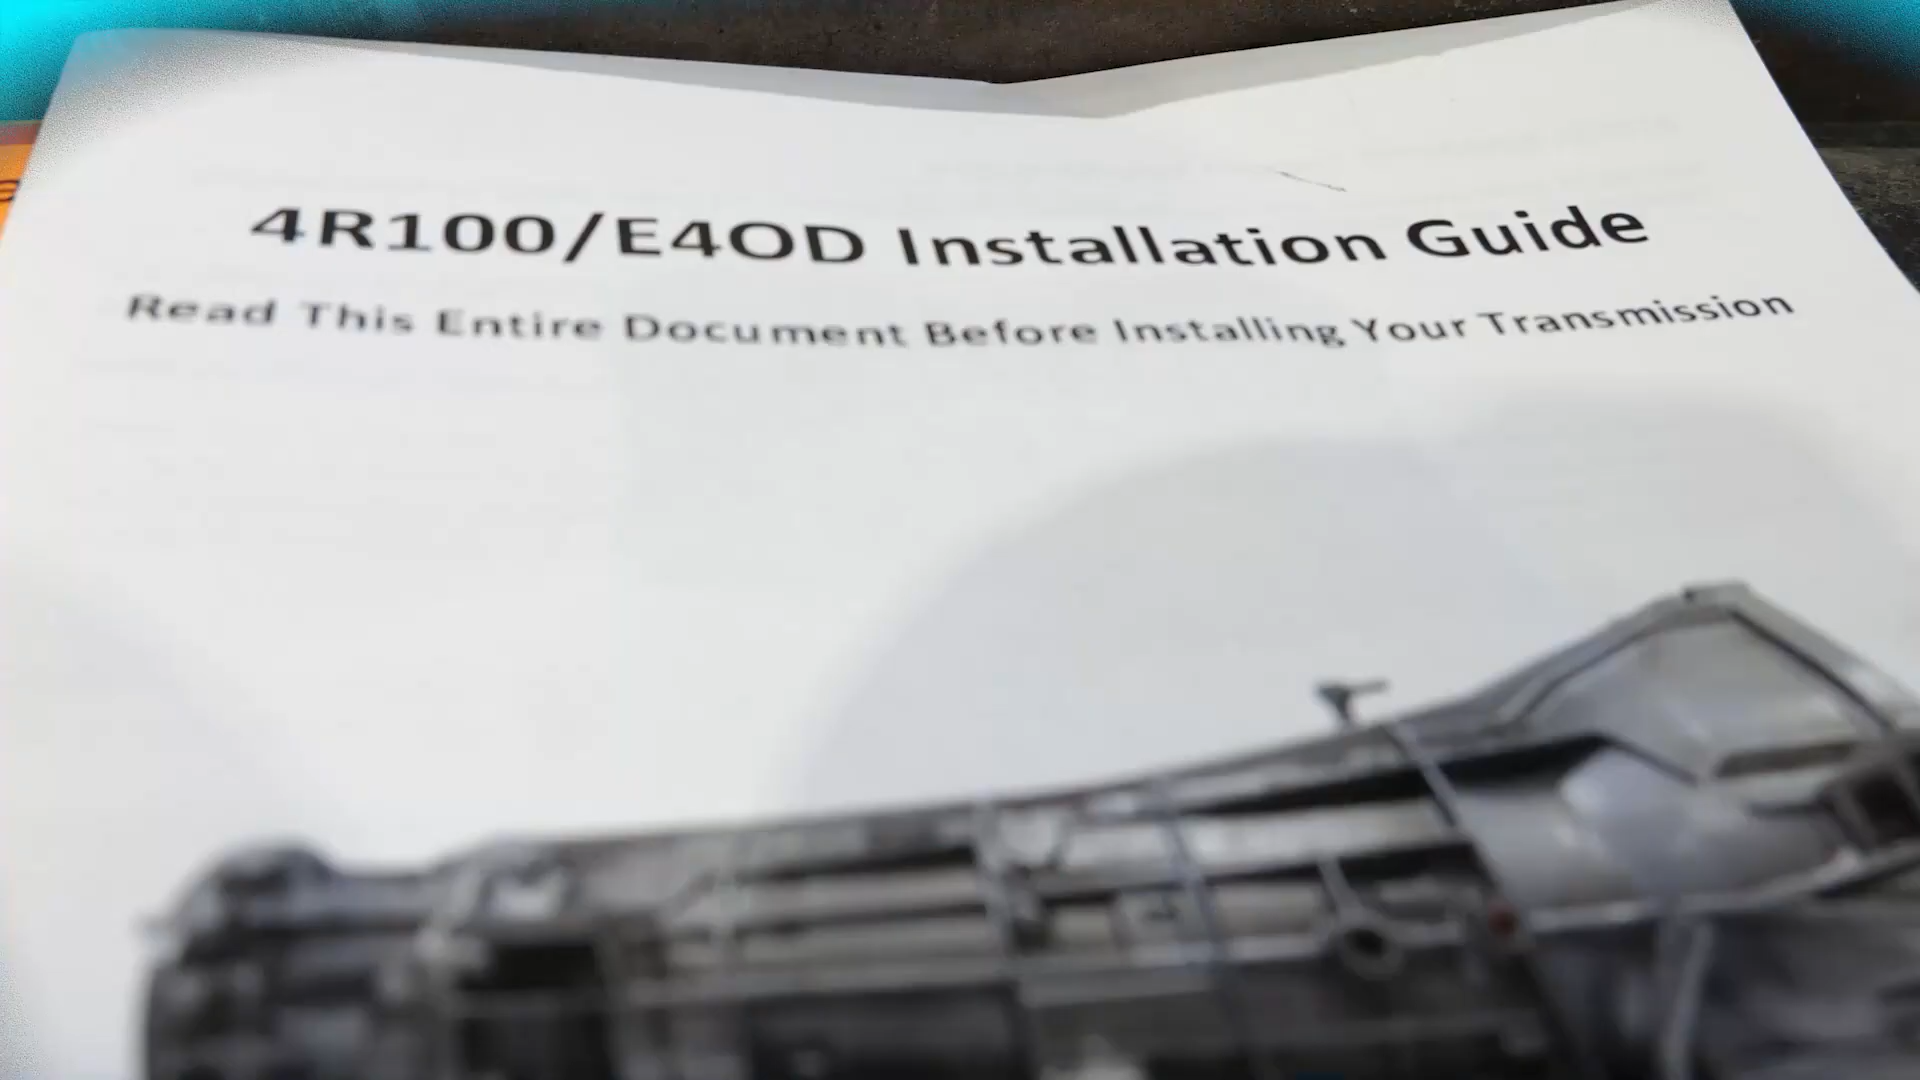 4R100/E4OD Installation Guide
Read This Entire Document Before Installing Your Transmission